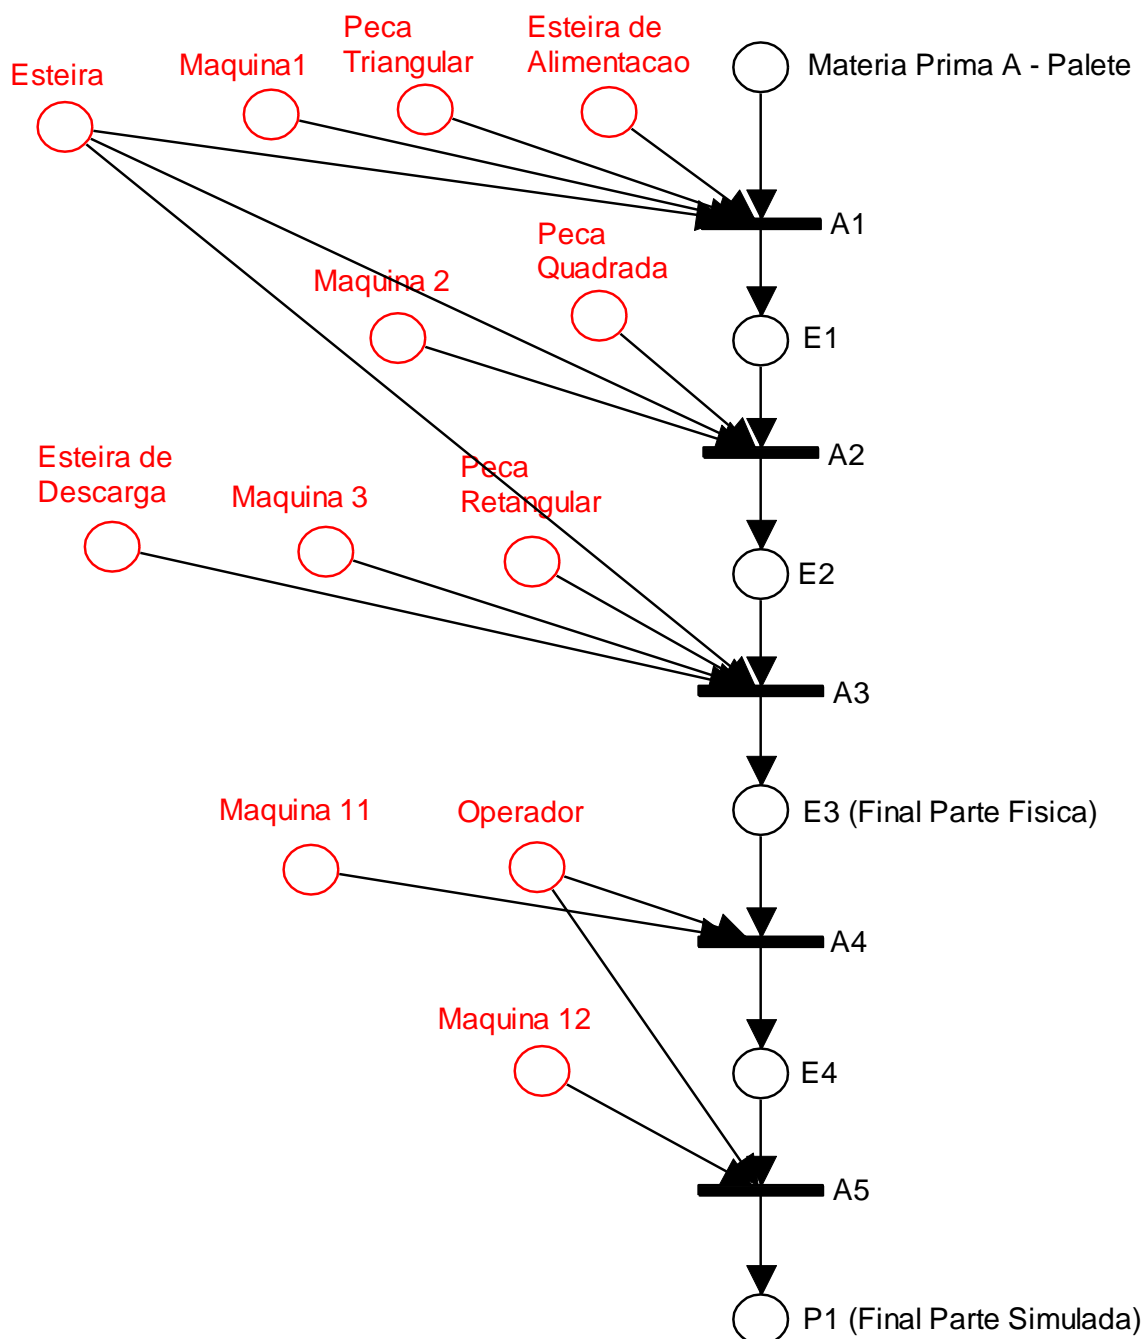 Peca
Triangular
Esteira de
Alimentacao
Esteira
Maquina1
Materia Prima A - Palete
A1
Peca
Quadrada
Maquina 2
E1
A2
Esteira de
Descarga
Maquina 3
Peca
Retangular
E2
A3
Maquina 11
Operador
E3 (Final Parte Fisica)
A4
Maquina 12
E4
A5
P1 (Final Parte Simulada)